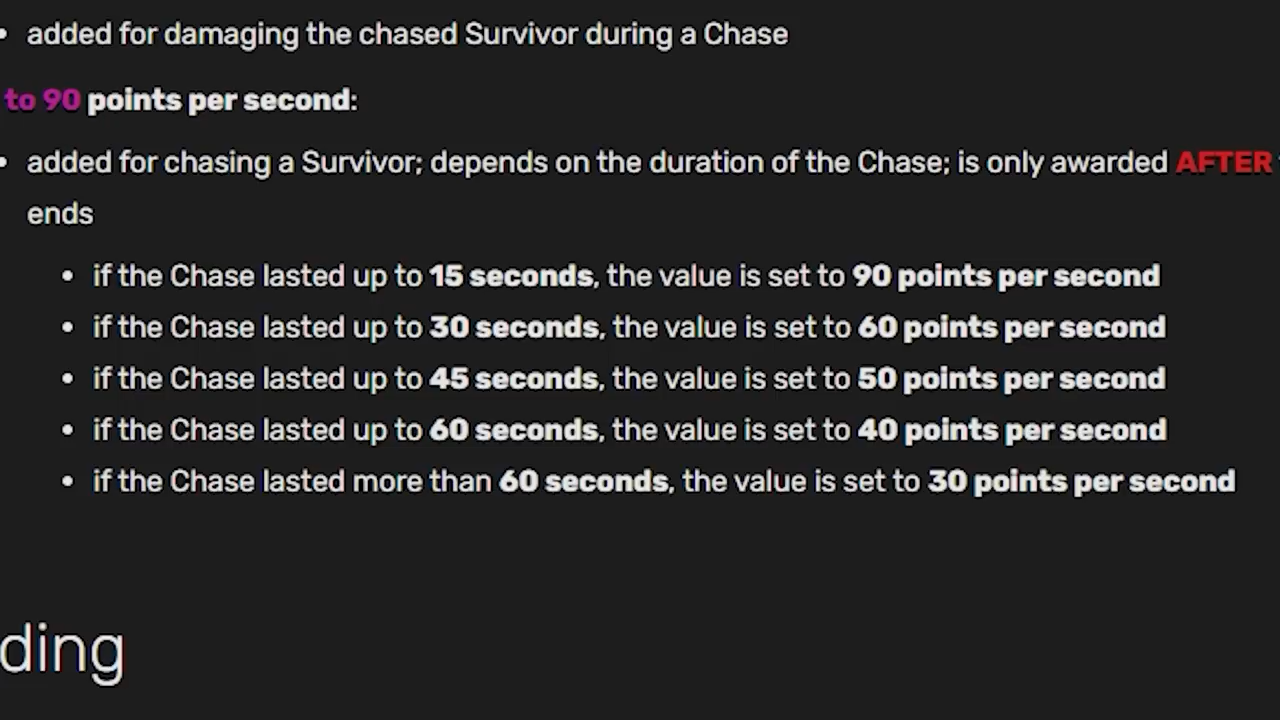 added for damaging the chased Survivor during a Chase
to 90 points per second:
added for chasing a Survivor; depends on the duration of the Chase; is only awarded AFTER
ends
if the Chase lasted up to 15 seconds, the value is set to 90 points per second
if the Chase lasted up to 30 seconds, the value is set to 60 points per second
if the Chase lasted up to 45 seconds, the value is set to 50 points per second
if the Chase lasted up to 60 seconds, the value is set to 40 points per second
if the Chase lasted more than 60 seconds, the value is set to 30 points per second
ding